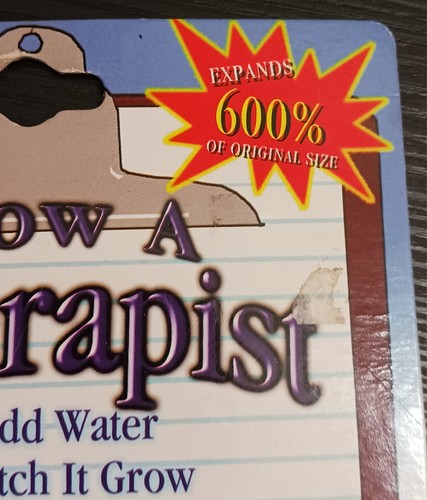 EXPANDS
600%
OF ORIGINAL SIZE
ow A
rapist
dd Water
tch It Grow